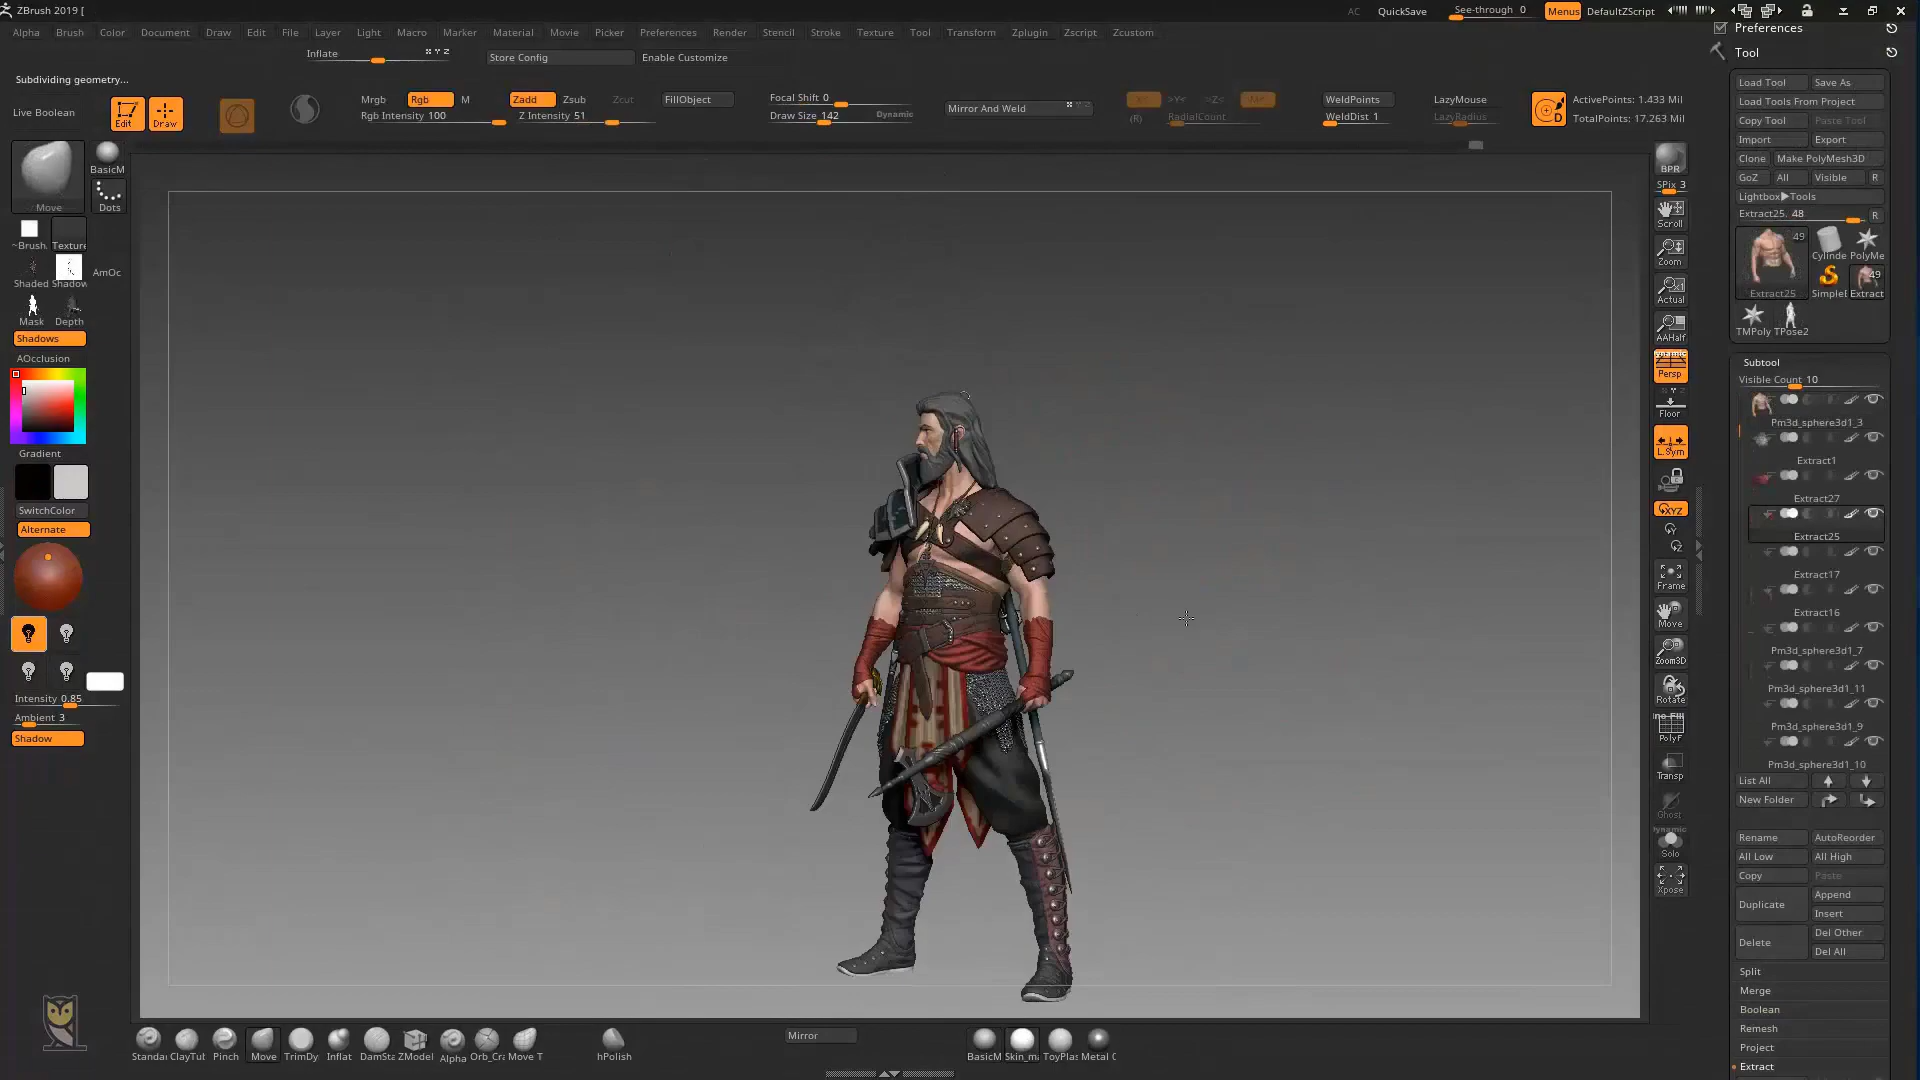 ZBrush 2019 [
AC QuickSave See-through 0 Menus DefaultZScript
Alpha Brush Color Document Draw Edit File Layer Light Macro Marker Material Movie Picker Preferences Render Stencil Stroke Texture Tool Transform Zplugin Zscript Zcustom
Inflate X Y Z Store Config Enable Customize
Subdividing geometry...
Live Boolean
Edit Draw
Mrgb Rgb M
Rgb Intensity 100
Zadd Zsub Zcut
Z Intensity 51
FillObject
Focal Shift 0
Draw Size 142 Dynamic
Mirror And Weld
>Y< >Z<
(R) RadialCount
WeldPoints
WeldDist 1
LazyMouse
LazyRadius
ActivePoints: 1.433 Mil
TotalPoints: 17.263 Mil
Move
BasicM
Dots
~Brush. Texture
Shaded Shadow AmOc
Mask Depth
Shadows
AOcclusion
Gradient
SwitchColor
Alternate
Intensity 0.85
Ambient 3
Shadow
BPR
SPix 3
Scroll
Zoom
Actual
AAHalf
Persp
Floor
L.Sym
XYZ
Y
Z
Frame
Move
Zoom3D
Rotate
PolyF
Transp
Ghost
Dynamic
Solo
Xpose
Preferences
Tool
Load Tool Save As
Load Tools From Project
Copy Tool Paste Tool
Import Export
Clone Make PolyMesh3D
GoZ All Visible R
Lightbox▶Tools
Extract25. 48 R
49
Cylinde PolyMe
49
Extract25 SimpleE Extract
TMPoly TPose2
Subtool
Visible Count 10
Pm3d_sphere3d1_3
Extract1
Extract27
Extract25
Extract17
Extract16
Pm3d_sphere3d1_7
Pm3d_sphere3d1_11
Pm3d_sphere3d1_9
Pm3d_sphere3d1_10
List All
New Folder
Rename AutoReorder
All Low All High
Copy Paste
Duplicate Append
Insert
Delete Del Other
Del All
Split
Merge
Boolean
Remesh
Project
Extract
Mirror
Standa ClayTul Pinch Move TrimDy Inflat DamSta ZModel Alpha Orb_Cra Move T hPolish BasicM Skin_m ToyPlas Metal C